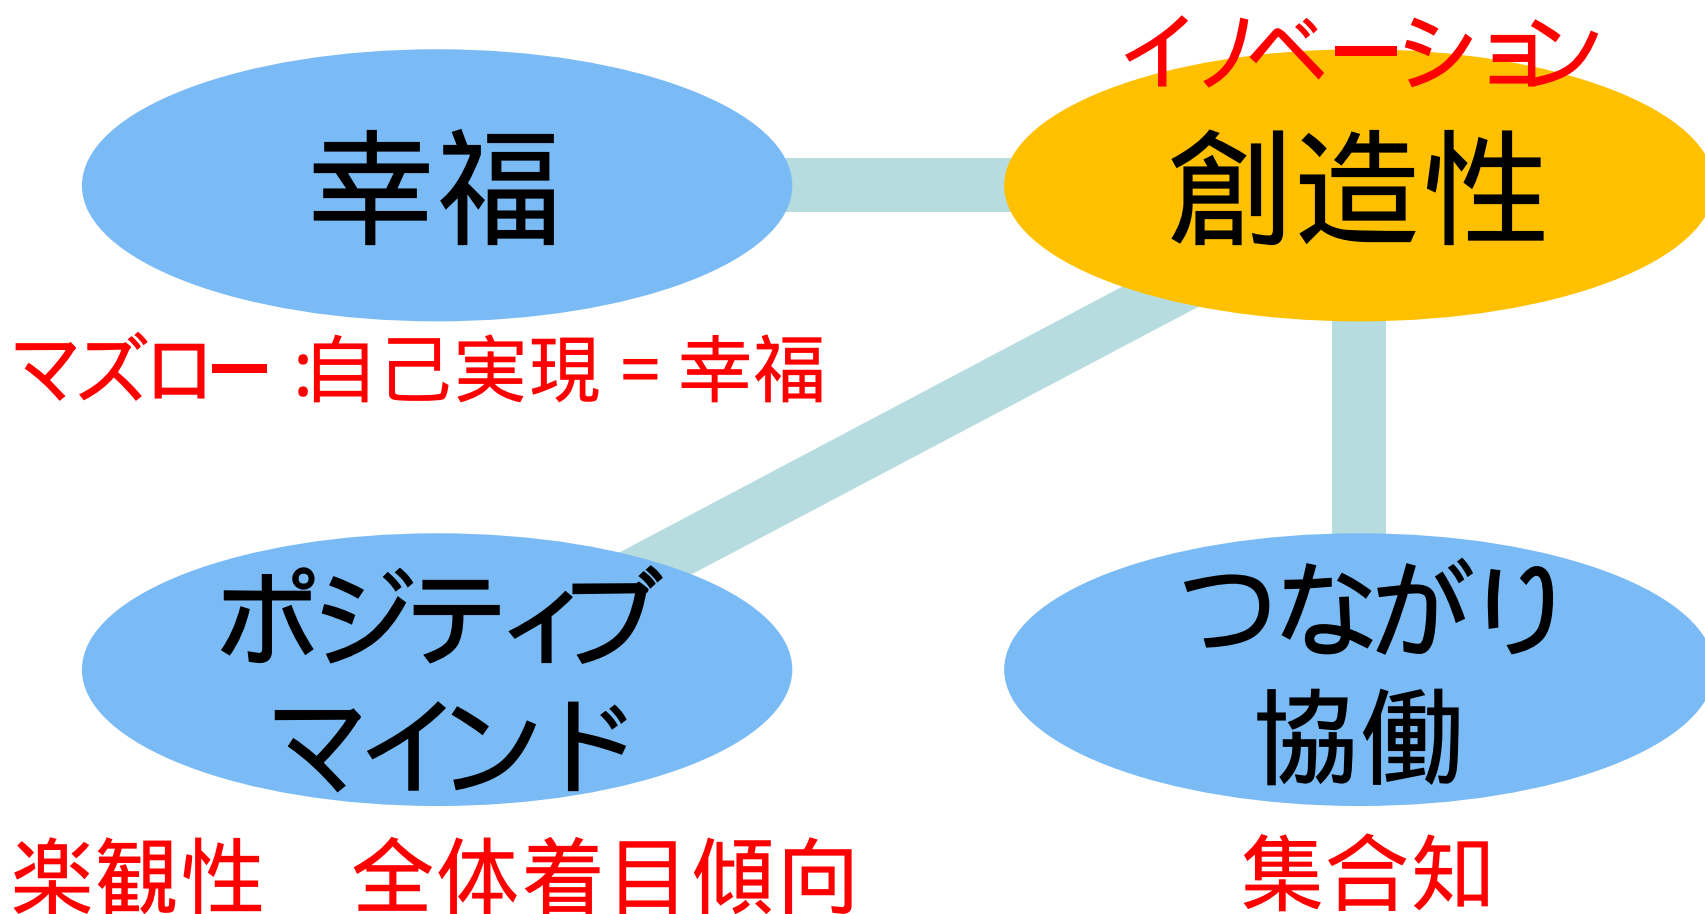 イノベーション
幸福
創造性
マズロー:自己実現 = 幸福
ポジティブ
マインド
つながり
協働
楽観性　全体着目傾向
集合知